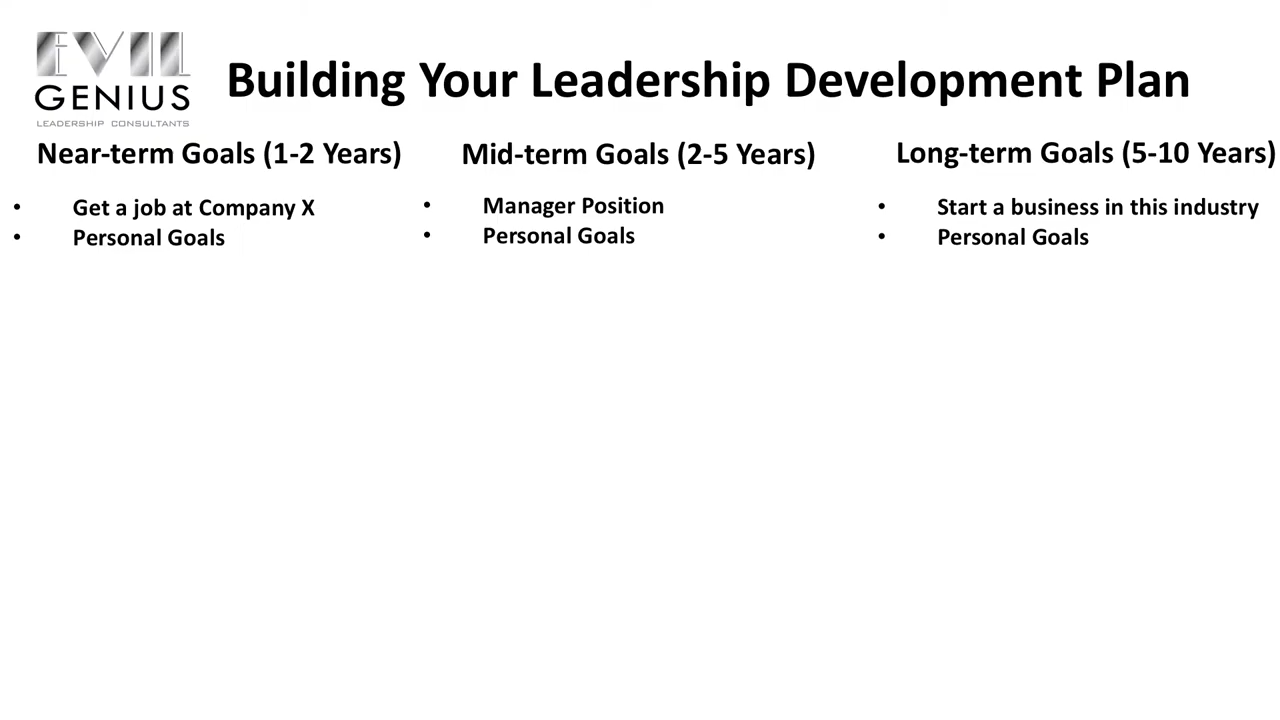 EVIL
GENIUS
LEADERSHIP CONSULTANTS
Building Your Leadership Development Plan
Near-term Goals (1-2 Years)
• Get a job at Company X
• Personal Goals
Mid-term Goals (2-5 Years)
• Manager Position
• Personal Goals
Long-term Goals (5-10 Years)
• Start a business in this industry
• Personal Goals